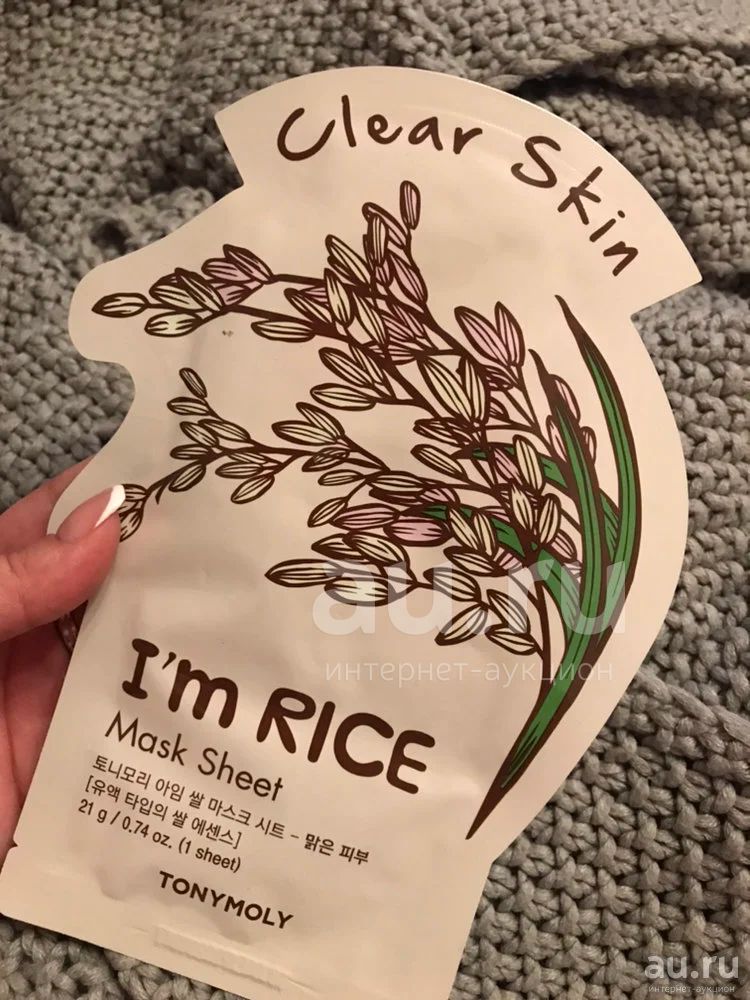 Clear Skin
I'm RICE
Mask Sheet
토니모리 아임 쌀 마스크 시트 - 맑은 피부
[유액 타입의 쌀 에센스]
21 g / 0.74 oz. (1 sheet)
TONYMOLY
au.ru
интернет-аукцион
au.ru
интернет-аукцион